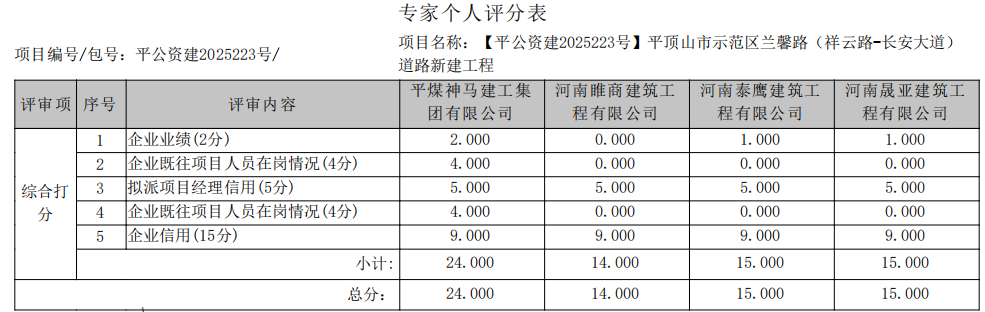 专家个人评分表
项目编号/包号：平公资建2025223号/
项目名称：【平公资建2025223号】平顶山市示范区兰馨路（祥云路-长安大道）
道路新建工程
评审项 序号 评审内容 平煤神马建工集团有限公司 河南睢商建筑工程有限公司 河南泰鹰建筑工程有限公司 河南晟亚建筑工程有限公司
综合打分
1 企业业绩(2分) 2.000 0.000 1.000 1.000
2 企业既往项目人员在岗情况(4分) 4.000 0.000 0.000 0.000
3 拟派项目经理信用(5分) 5.000 5.000 5.000 5.000
4 企业既往项目人员在岗情况(4分) 4.000 0.000 0.000 0.000
5 企业信用(15分) 9.000 9.000 9.000 9.000
小计: 24.000 14.000 15.000 15.000
总分: 24.000 14.000 15.000 15.000